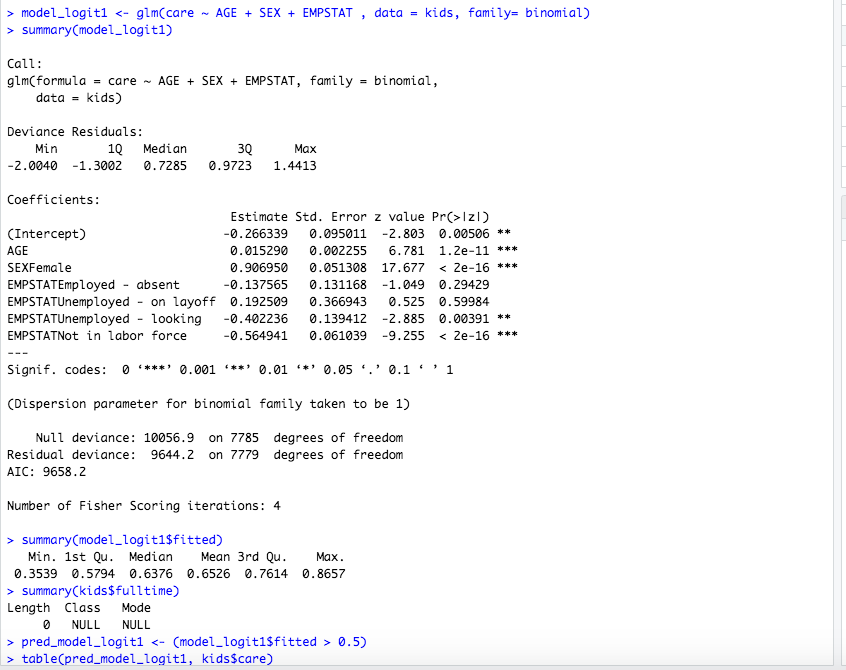 > model_logit1 <- glm(care ~ AGE + SEX + EMPSTAT , data = kids, family= binomial)
> summary(model_logit1)
Call:
glm(formula = care ~ AGE + SEX + EMPSTAT, family = binomial,
    data = kids)
Deviance Residuals:
    Min      1Q  Median      3Q     Max
-2.0040 -1.3002  0.7285  0.9723  1.4413
Coefficients:
                              Estimate Std. Error z value Pr(>|z|)
(Intercept)                  -0.266339   0.095011  -2.803  0.00506 **
AGE                           0.015290   0.002255   6.781  1.2e-11 ***
SEXFemale                     0.906950   0.051308  17.677  < 2e-16 ***
EMPSTATEmployed - absent     -0.137565   0.131168  -1.049  0.29429
EMPSTATUnemployed - on layoff 0.192509   0.366943   0.525  0.59984
EMPSTATUnemployed - looking  -0.402236   0.139412  -2.885  0.00391 **
EMPSTATNot in labor force    -0.564941   0.061039  -9.255  < 2e-16 ***
---
Signif. codes:  0 ‘***’ 0.001 ‘**’ 0.01 ‘*’ 0.05 ‘.’ 0.1 ‘ ’ 1
(Dispersion parameter for binomial family taken to be 1)
    Null deviance: 10056.9  on 7785  degrees of freedom
Residual deviance:  9644.2  on 7779  degrees of freedom
AIC: 9658.2
Number of Fisher Scoring iterations: 4
> summary(model_logit1$fitted)
   Min. 1st Qu.  Median    Mean 3rd Qu.    Max.
 0.3539  0.5794  0.6376  0.6526  0.7614  0.8657
> summary(kids$fulltime)
Length  Class   Mode
     0   NULL   NULL
> pred_model_logit1 <- (model_logit1$fitted > 0.5)
> table(pred_model_logit1, kids$care)